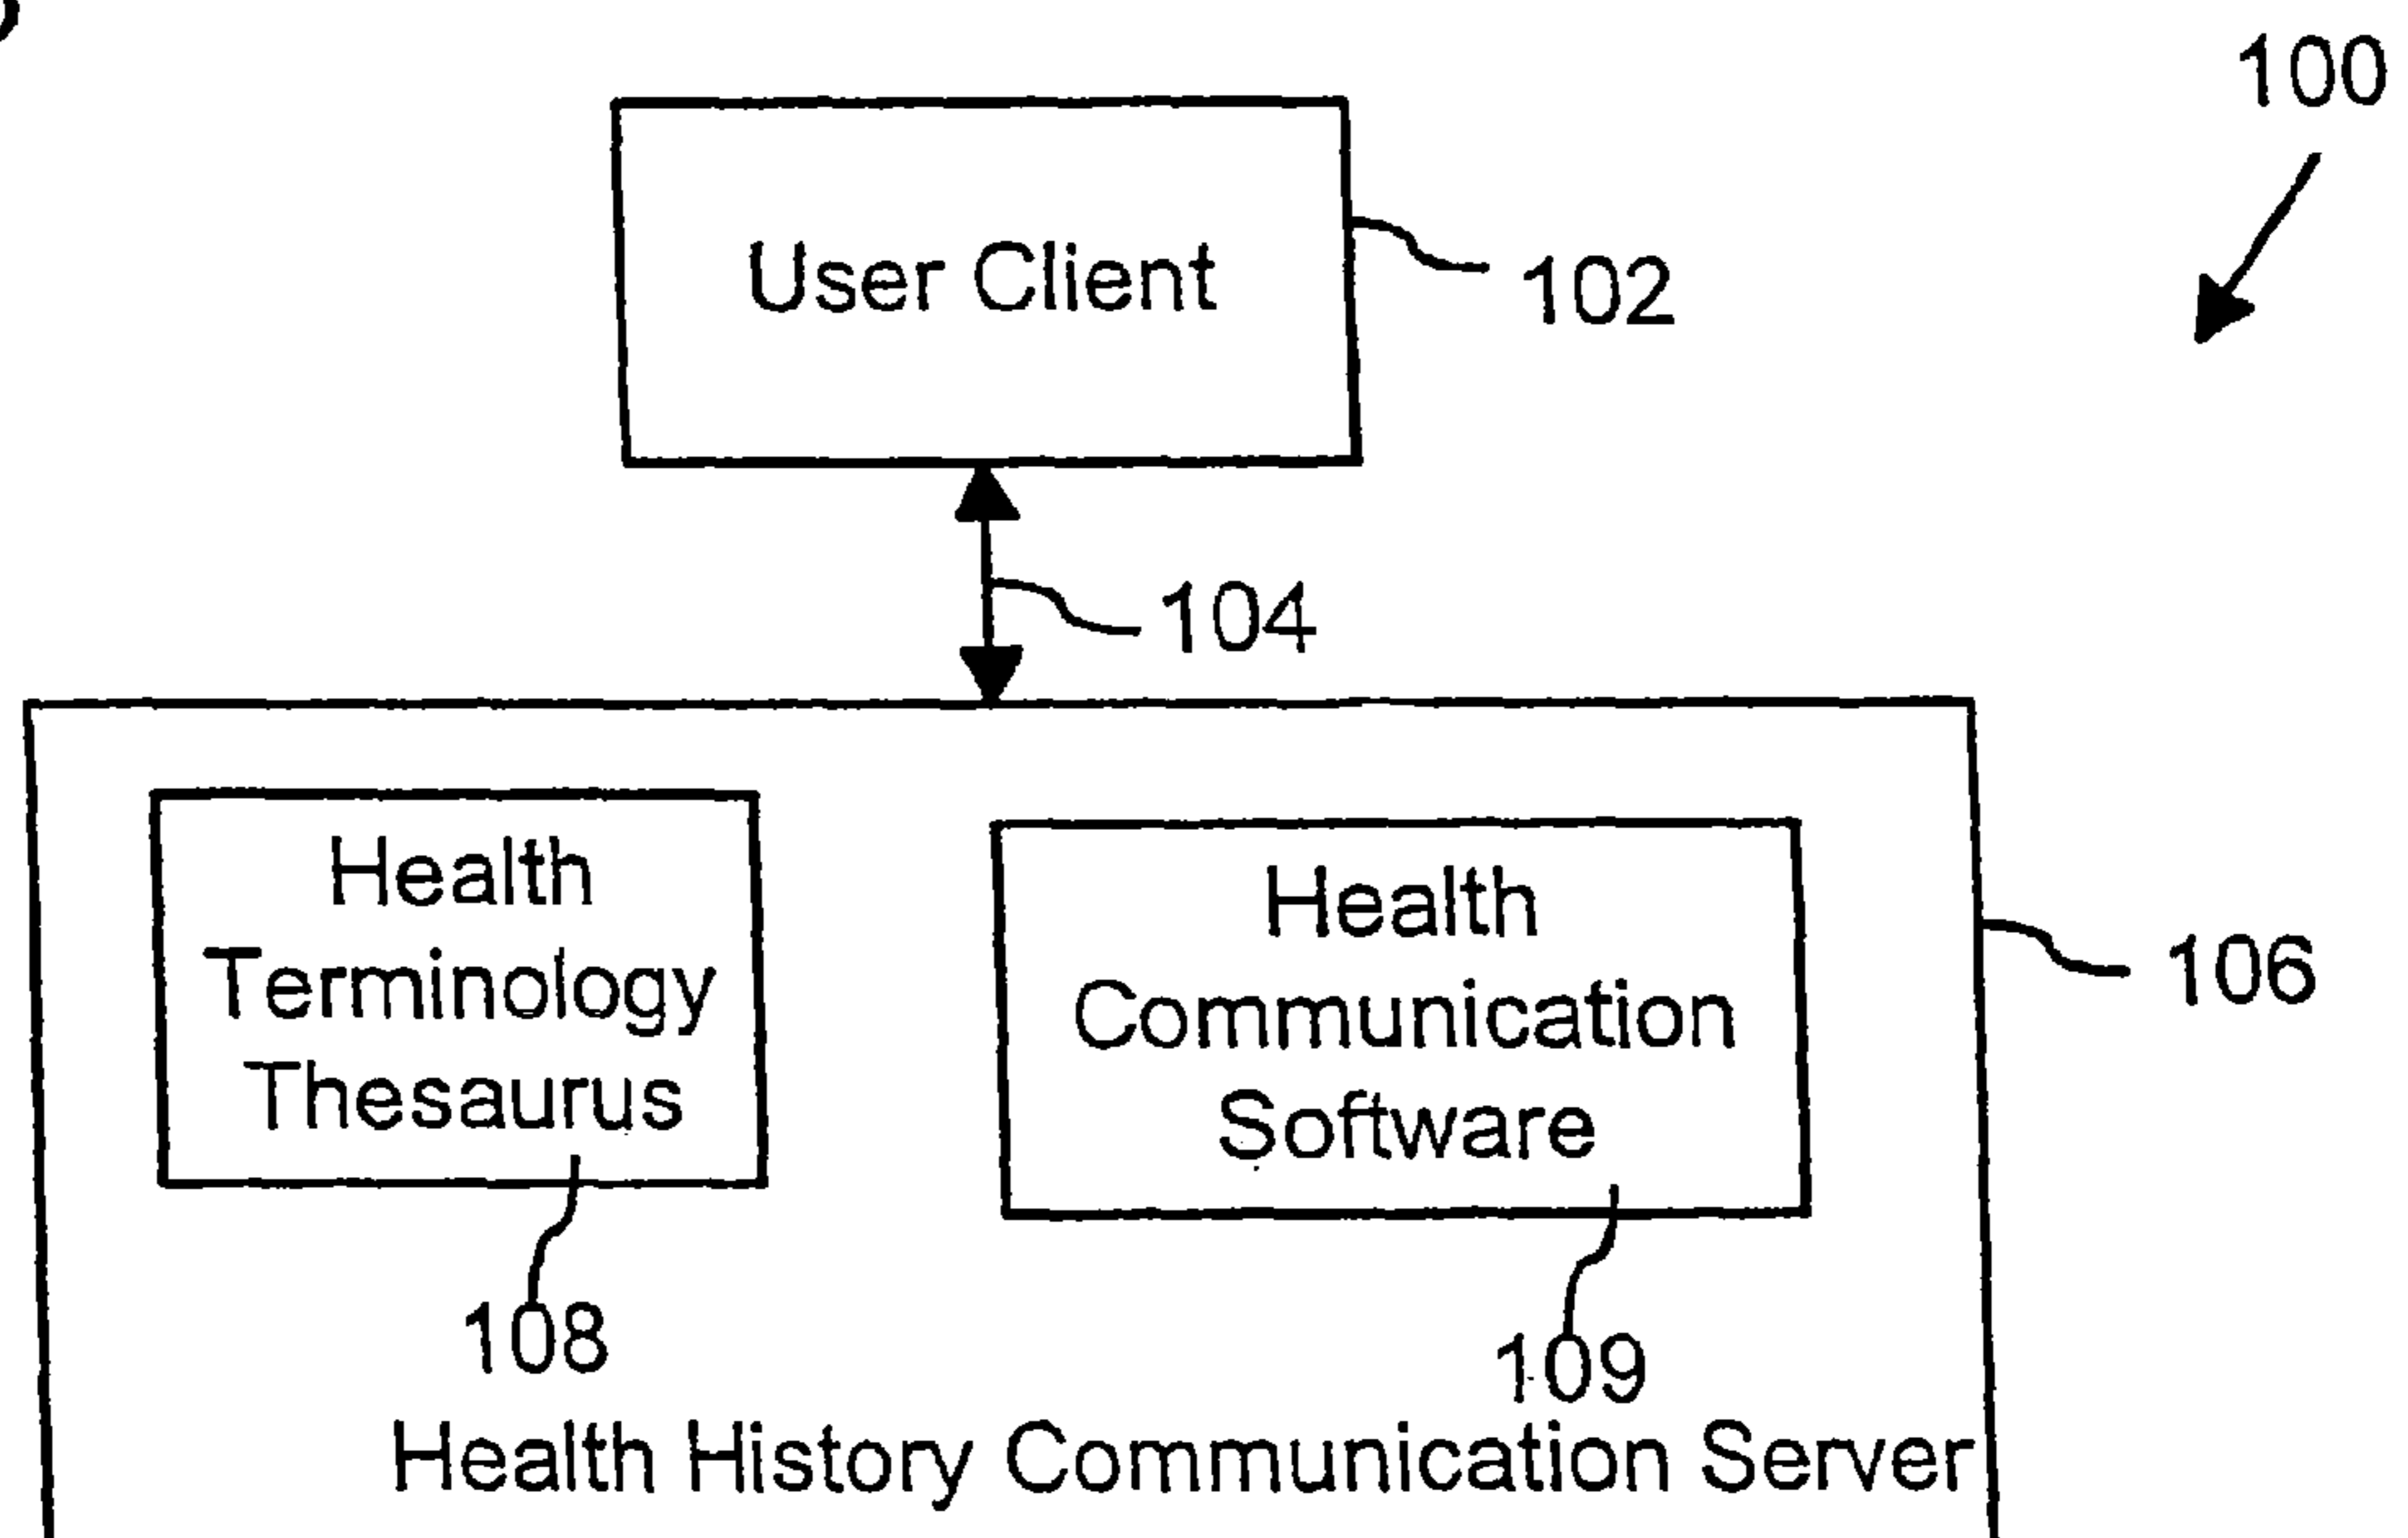 100
User Client
102
104
Health
Terminology
Thesaurus
Health
Communication
Software
106
108
109
Health History Communication Server